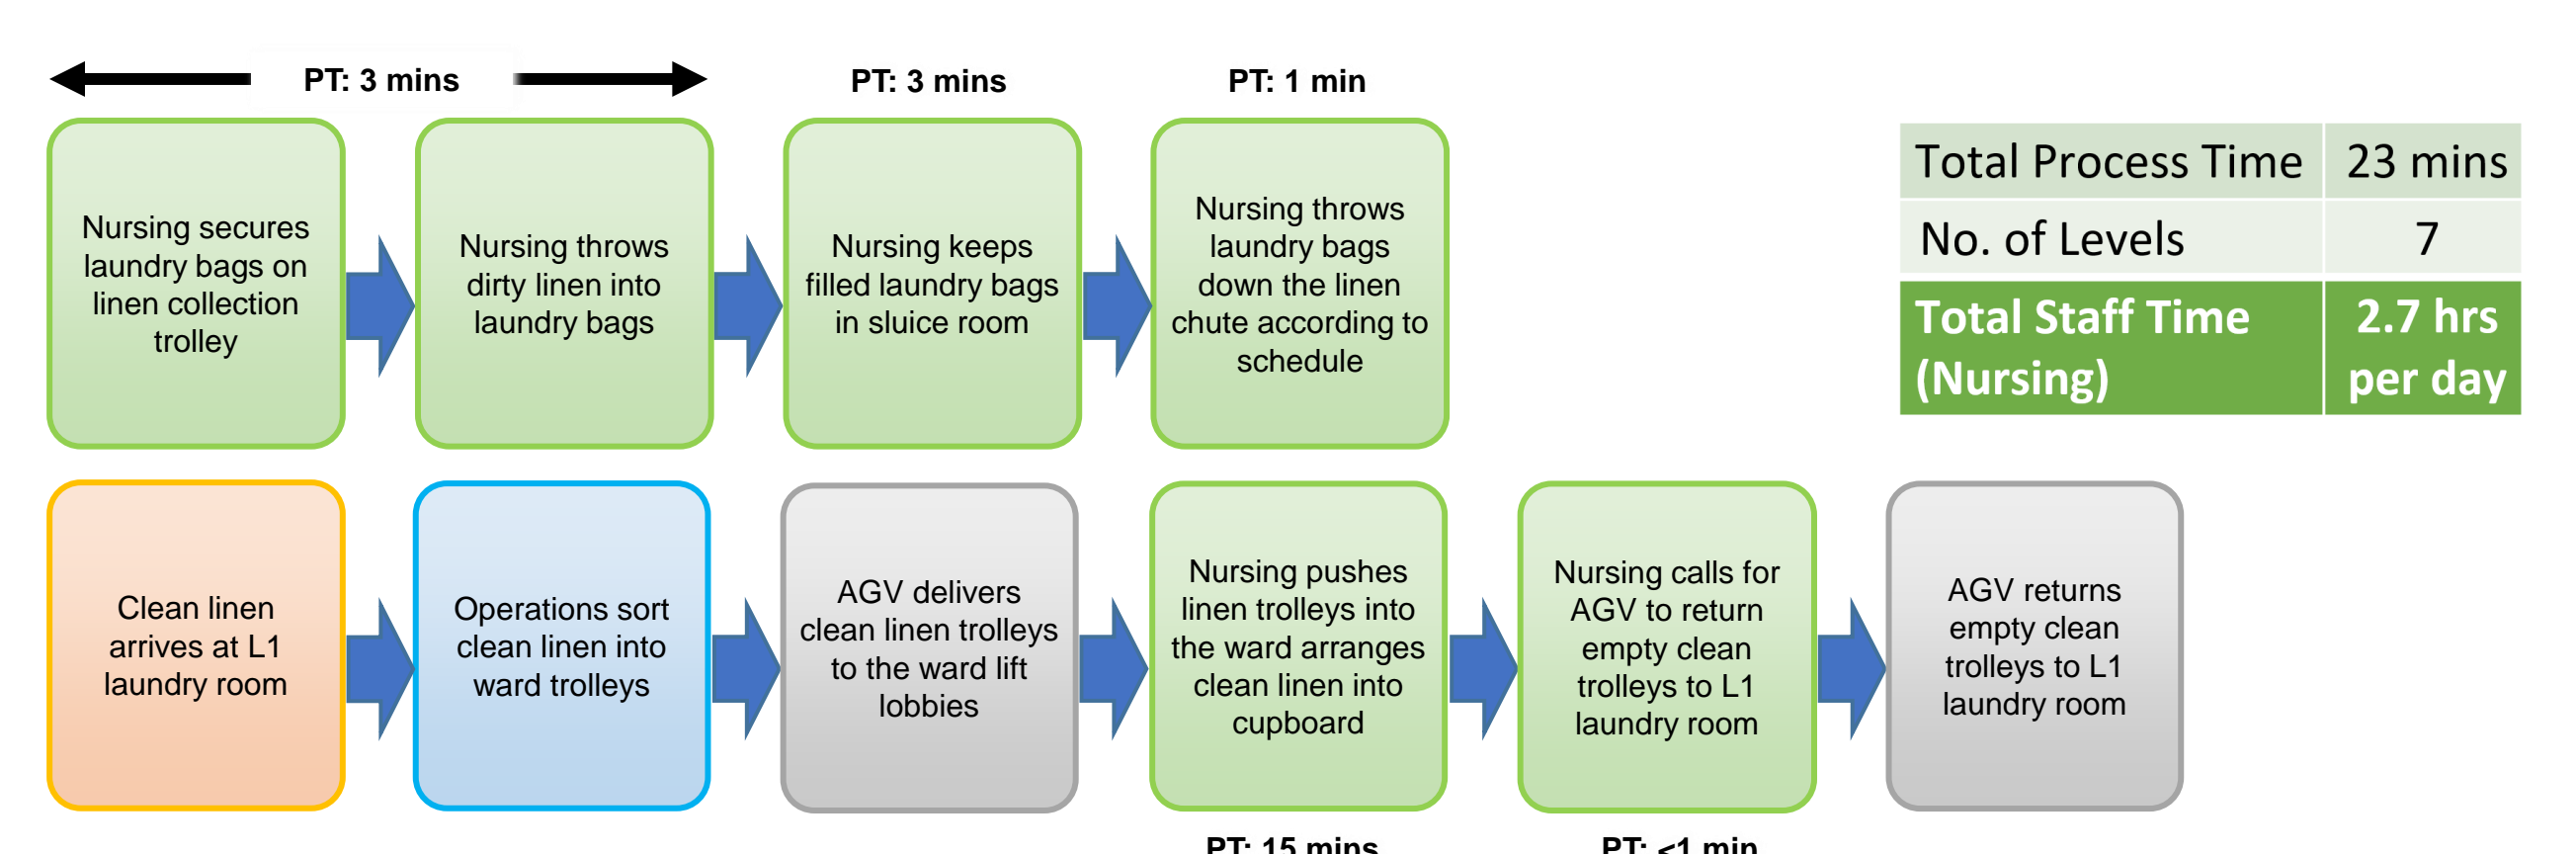 PT: 3 mins
PT: 3 mins
PT: 1 min
Nursing secures
laundry bags on
linen collection
trolley
Nursing throws
dirty linen into
laundry bags
Nursing keeps
filled laundry bags
in sluice room
Nursing throws
laundry bags
down the linen
chute according to
schedule
Total Process Time 23 mins
No. of Levels 7
Total Staff Time
(Nursing)
2.7 hrs
per day
Clean linen
arrives at L1
laundry room
Operations sort
clean linen into
ward trolleys
AGV delivers
clean linen trolleys
to the ward lift
lobbies
Nursing pushes
linen trolleys into
the ward arranges
clean linen into
cupboard
Nursing calls for
AGV to return
empty clean
trolleys to L1
laundry room
AGV returns
empty clean
trolleys to L1
laundry room
PT: 15 mins
PT: <1 min